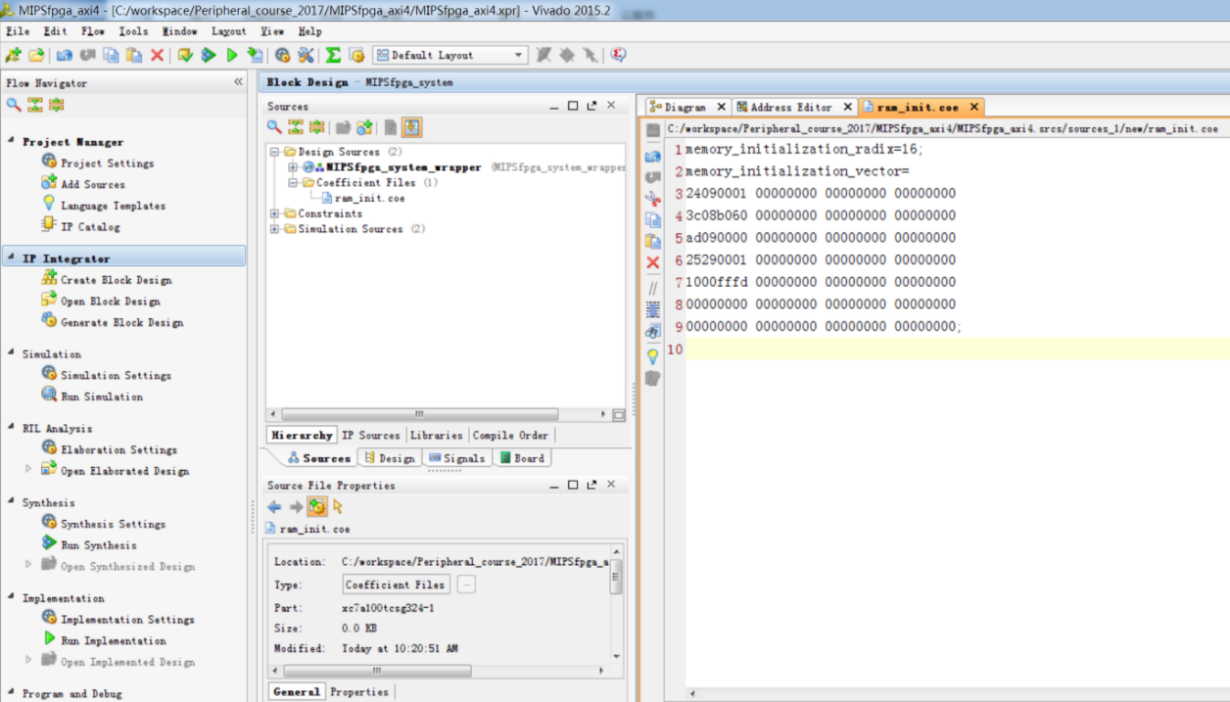 MIPSfpga_axi4 - [C:/workspace/Peripheral_course_2017/MIPSfpga_axi4/MIPSfpga_axi4.xpr] - Vivado 2015.2
File Edit Flow Tools Window Layout View Help
Default Layout
Flow Navigator
Project Manager
Project Settings
Add Sources
Language Templates
IP Catalog
IP Integrator
Create Block Design
Open Block Design
Generate Block Design
Simulation
Simulation Settings
Run Simulation
RTL Analysis
Elaboration Settings
Open Elaborated Design
Synthesis
Synthesis Settings
Run Synthesis
Open Synthesized Design
Implementation
Implementation Settings
Run Implementation
Open Implemented Design
Program and Debug
Block Design - MIPSfpga_system
Sources
Design Sources (2)
MIPSfpga_system_wrapper (MIPSfpga_system_wrapper
Coefficient Files (1)
ram_init.coe
Constraints
Simulation Sources (2)
Hierarchy IP Sources Libraries Compile Order
Sources Design Signals Board
Source File Properties
ram_init.coe
Location: C:/workspace/Peripheral_course_2017/MIPSfpga_a
Type: Coefficient Files
Part: xc7a100tcsg324-1
Size: 0.0 KB
Modified: Today at 10:20:51 AM
General Properties
Diagram Address Editor ram_init.coe
C:/workspace/Peripheral_course_2017/MIPSfpga_axi4/MIPSfpga_axi4.srcs/sources_1/new/ram_init.coe
1 memory_initialization_radix=16;
2 memory_initialization_vector=
3 24090001 00000000 00000000 00000000
4 3c08b060 00000000 00000000 00000000
5 ad090000 00000000 00000000 00000000
6 25290001 00000000 00000000 00000000
7 1000fffd 00000000 00000000 00000000
8 00000000 00000000 00000000 00000000
9 00000000 00000000 00000000 00000000;
10